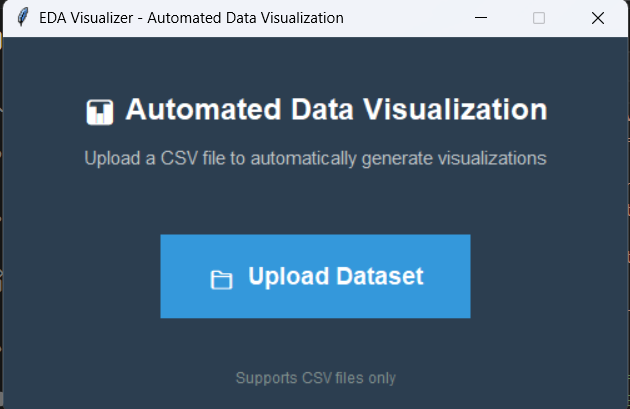 EDA Visualizer - Automated Data Visualization
Automated Data Visualization
Upload a CSV file to automatically generate visualizations
Upload Dataset
Supports CSV files only